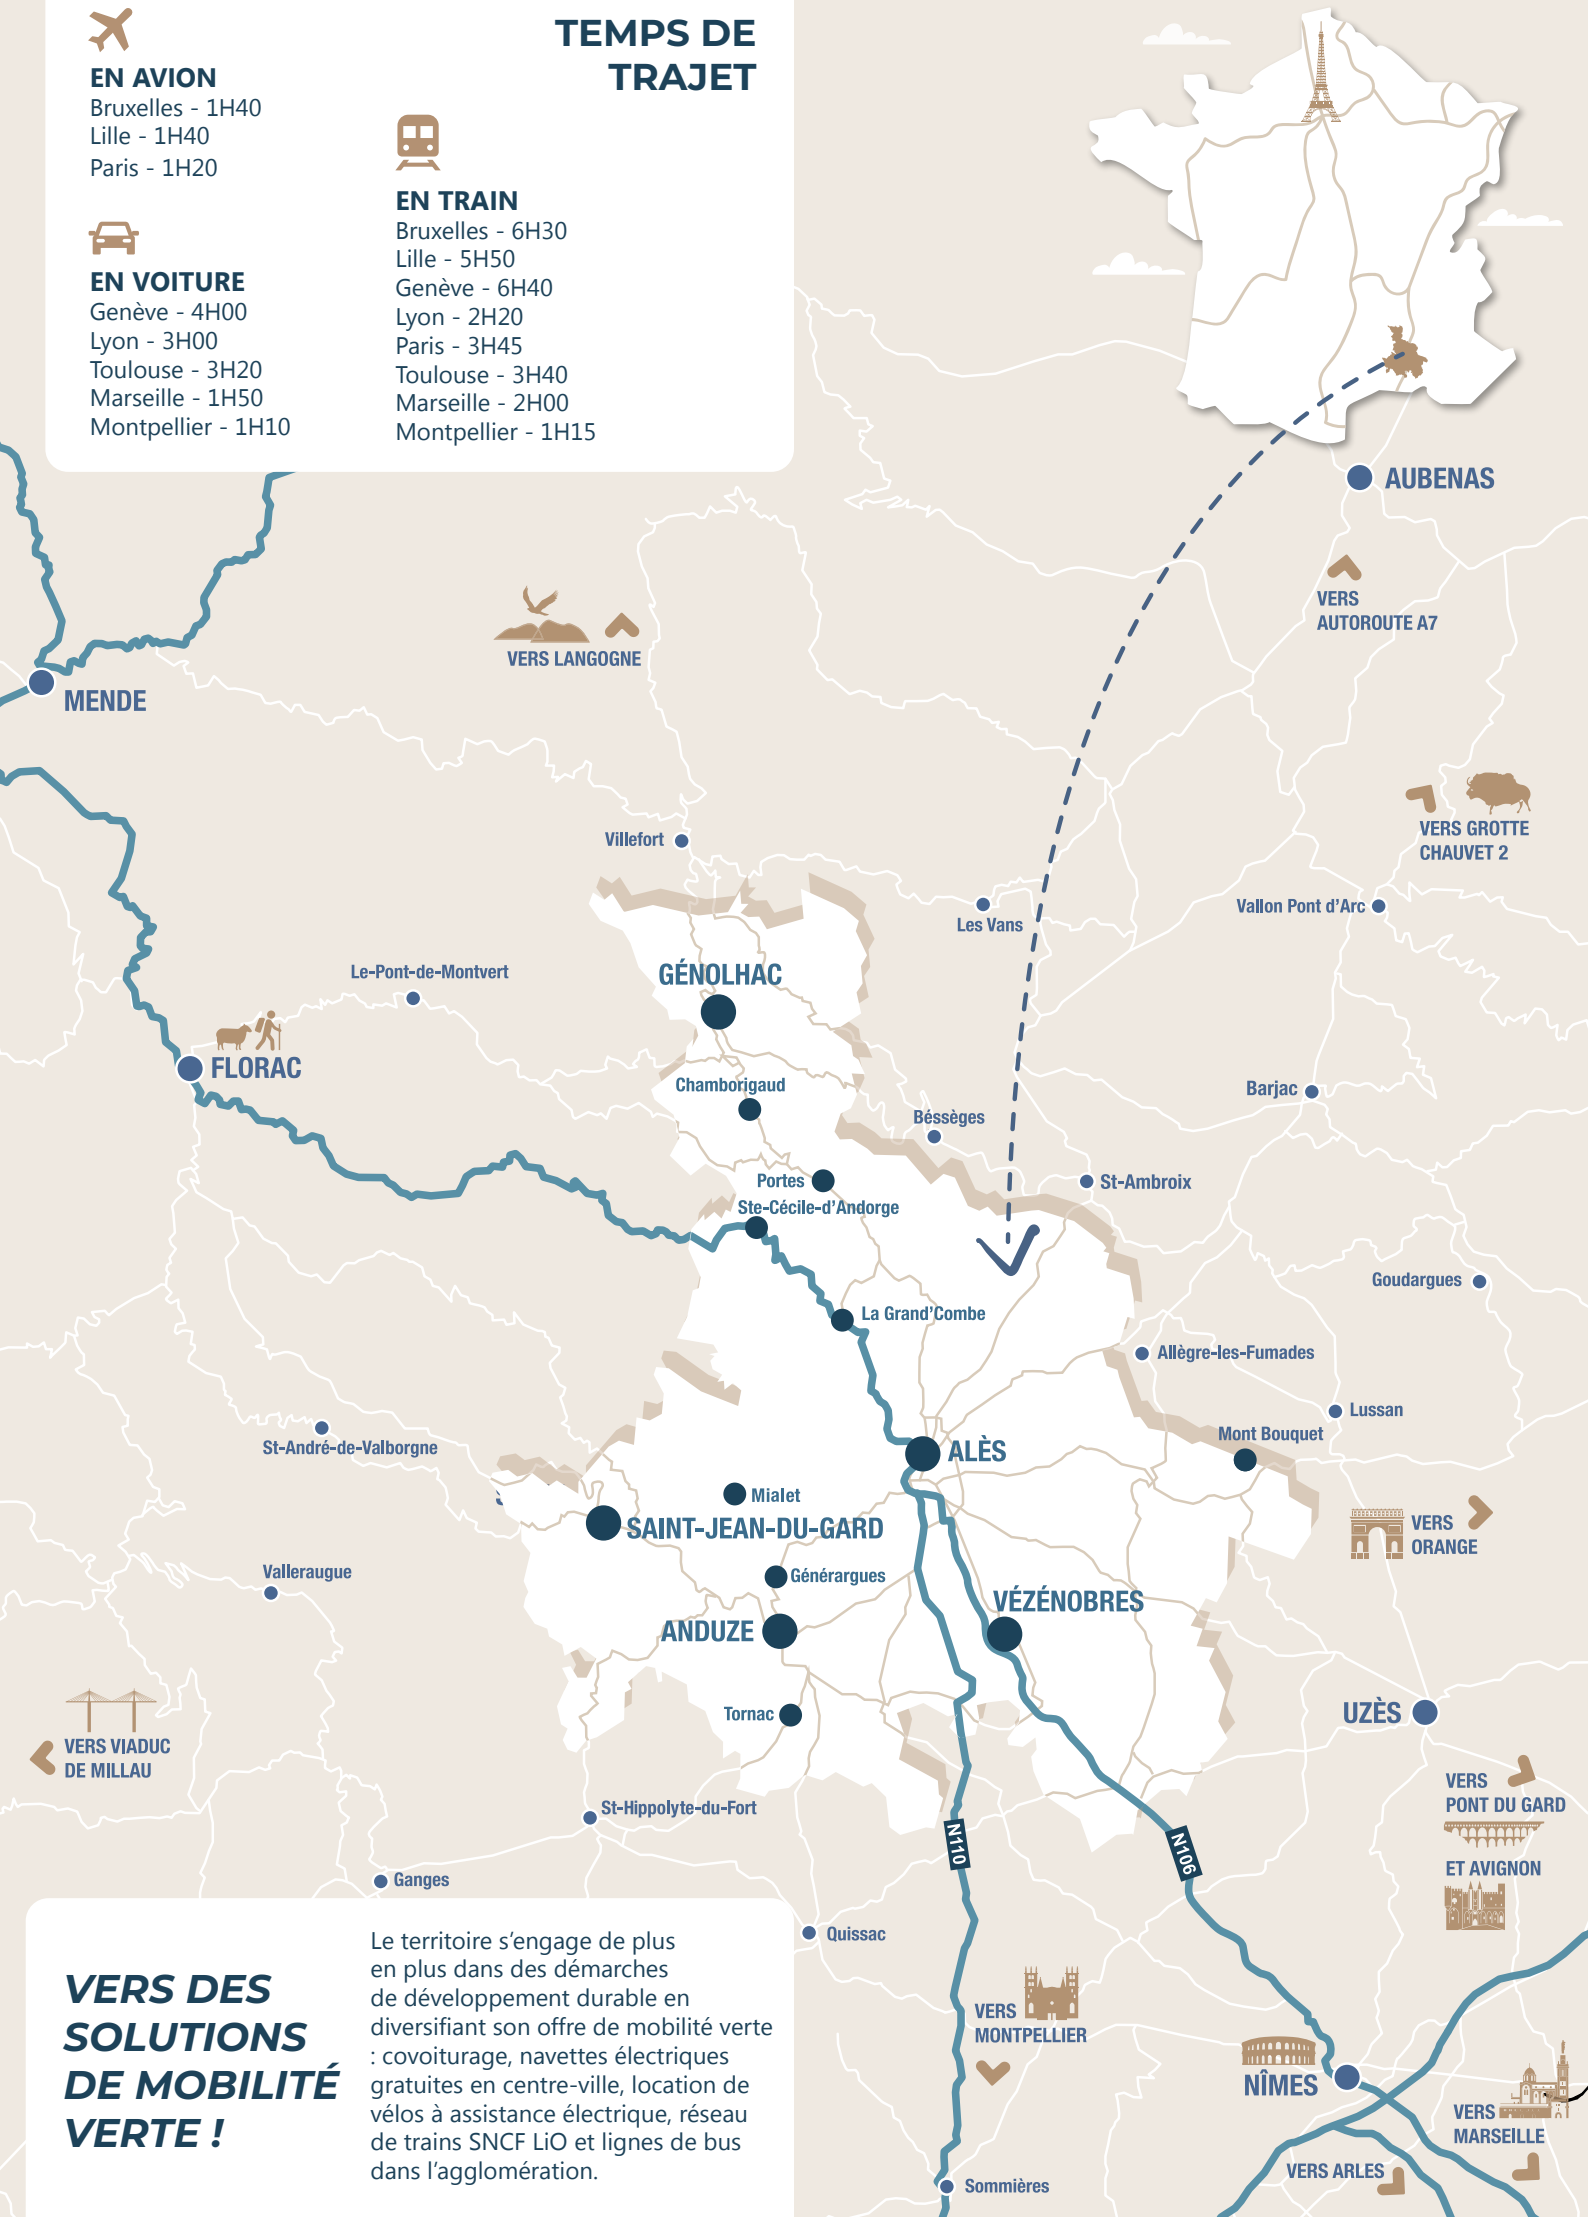 TEMPS DE
TRAJET
EN AVION
Bruxelles - 1H40
Lille - 1H40
Paris - 1H20
EN VOITURE
Genève - 4H00
Lyon - 3H00
Toulouse - 3H20
Marseille - 1H50
Montpellier - 1H10
EN TRAIN
Bruxelles - 6H30
Lille - 5H50
Genève - 6H40
Lyon - 2H20
Paris - 3H45
Toulouse - 3H40
Marseille - 2H00
Montpellier - 1H15
AUBENAS
VERS
AUTOROUTE A7
VERS LANGOGNE
MENDE
VERS GROTTE
CHAUVET 2
Villefort
Les Vans
Vallon Pont d'Arc
Le-Pont-de-Montvert
GÉNOLHAC
FLORAC
Chamborigaud
Barjac
Béssèges
Portes
St-Ambroix
Ste-Cécile-d'Andorge
Goudargues
La Grand'Combe
Allègre-les-Fumades
Lussan
Mont Bouquet
St-André-de-Valborgne
ALÈS
Mialet
SAINT-JEAN-DU-GARD
VERS
ORANGE
Valleraugue
Générargues
VÉZÉNOBRES
ANDUZE
Tornac
UZÈS
VERS VIADUC
DE MILLAU
VERS
PONT DU GARD
ET AVIGNON
St-Hippolyte-du-Fort
N110
N106
Ganges
Quissac
VERS
MONTPELLIER
NÎMES
VERS
MARSEILLE
VERS ARLES
Sommières
VERS DES
SOLUTIONS
DE MOBILITÉ
VERTE !
Le territoire s'engage de plus
en plus dans des démarches
de développement durable en
diversifiant son offre de mobilité verte
: covoiturage, navettes électriques
gratuites en centre-ville, location de
vélos à assistance électrique, réseau
de trains SNCF LiO et lignes de bus
dans l'agglomération.